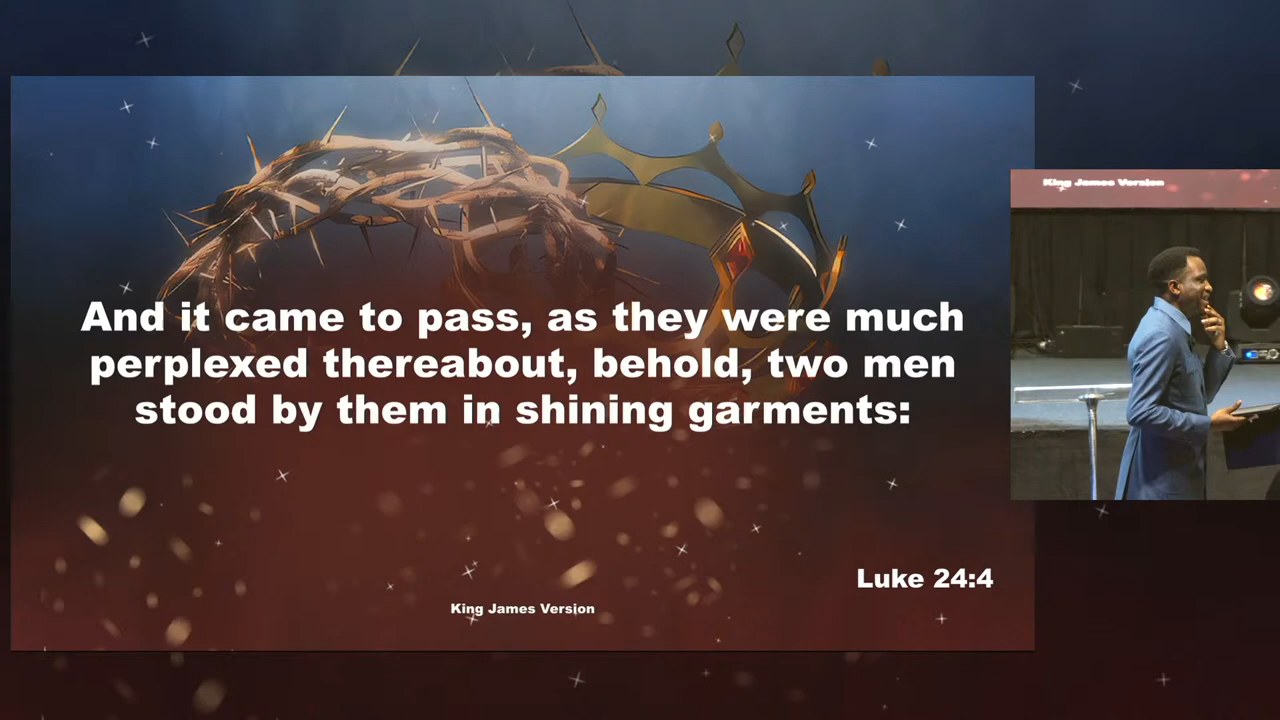 King James Version
And it came to pass, as they were much
perplexed thereabout, behold, two men
stood by them in shining garments:
Luke 24:4
King James Version